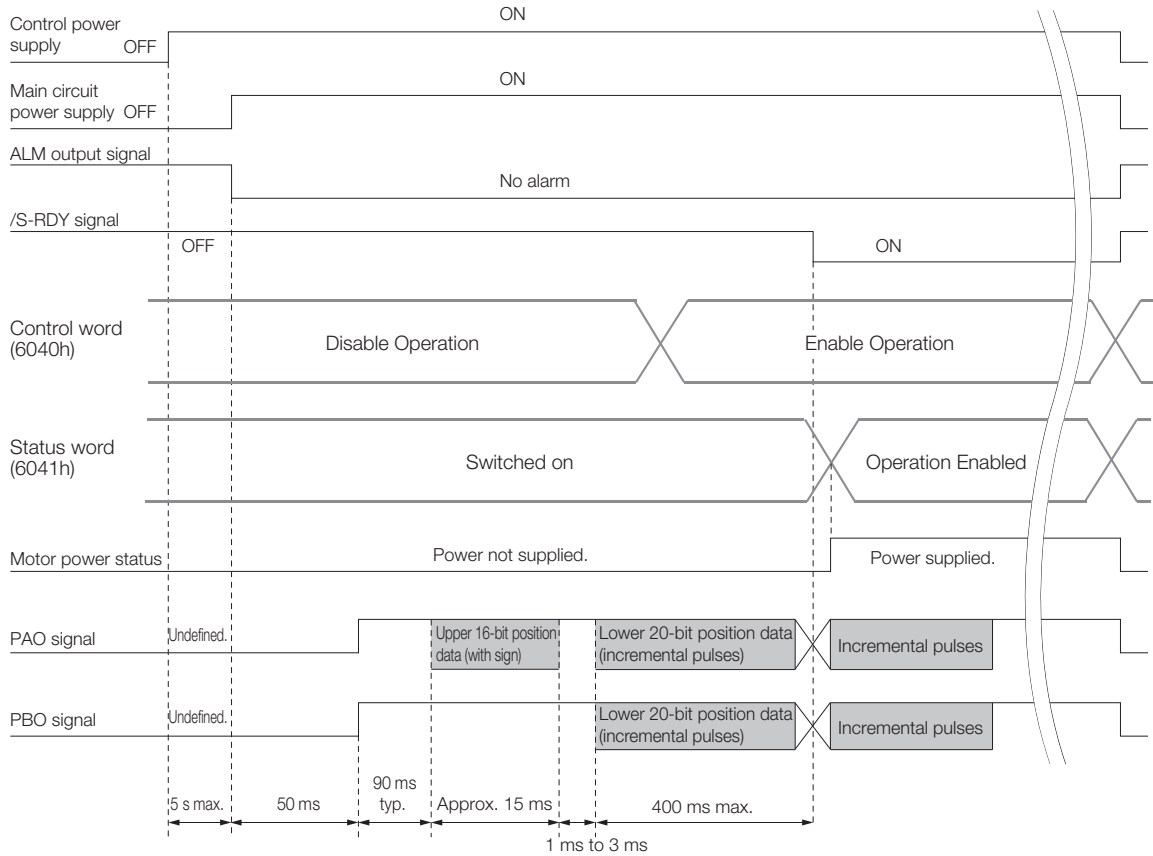 Control power
supply OFF
ON
Main circuit
power supply OFF
ON
ALM output signal
No alarm
/S-RDY signal
OFF
ON
Control word
(6040h)
Disable Operation
Enable Operation
Status word
(6041h)
Switched on
Operation Enabled
Motor power status
Power not supplied.
Power supplied.
PAO signal
Undefined.
Upper 16-bit position
data (with sign)
Lower 20-bit position data
(incremental pulses)
Incremental pulses
PBO signal
Undefined.
Lower 20-bit position data
(incremental pulses)
Incremental pulses
5 s max.
50 ms
90 ms
typ.
Approx. 15 ms
400 ms max.
1 ms to 3 ms